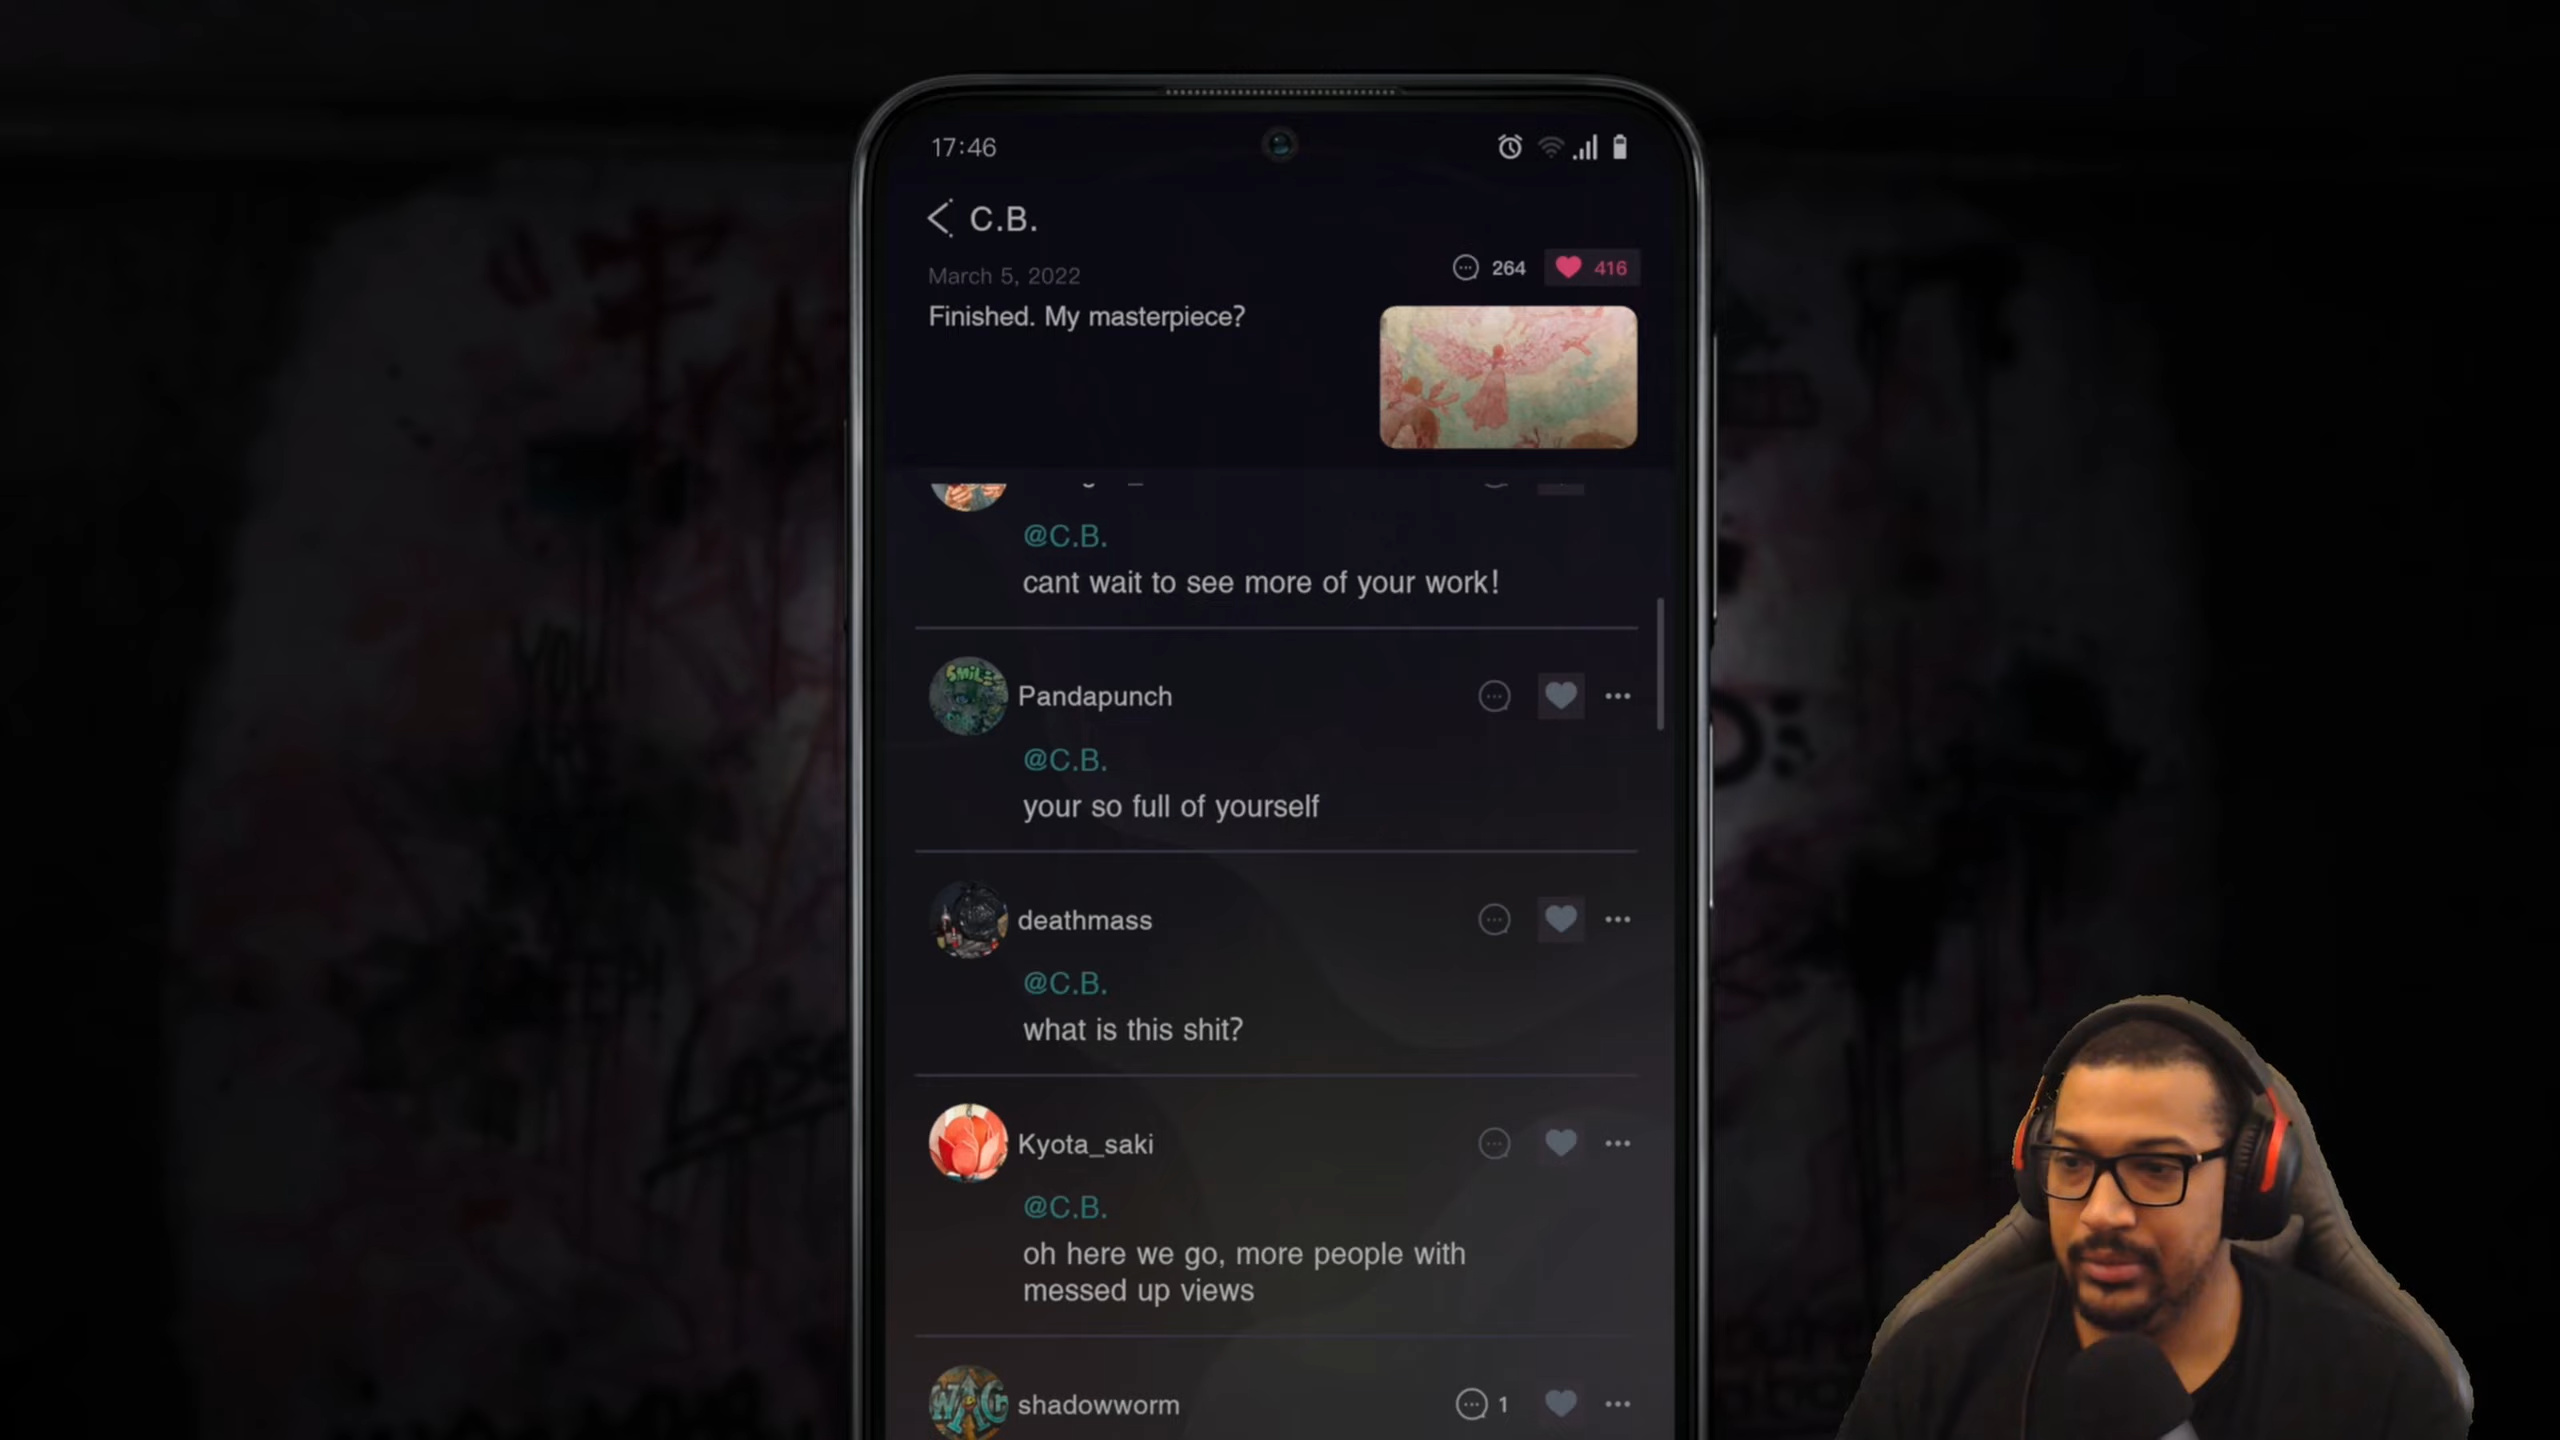 17:46
C.B.
March 5, 2022
264
416
Finished. My masterpiece?
@C.B.
cant wait to see more of your work!
Pandapunch
@C.B.
your so full of yourself
deathmass
@C.B.
what is this shit?
Kyota_saki
@C.B.
oh here we go, more people with
messed up views
shadowworm
1
SMILE